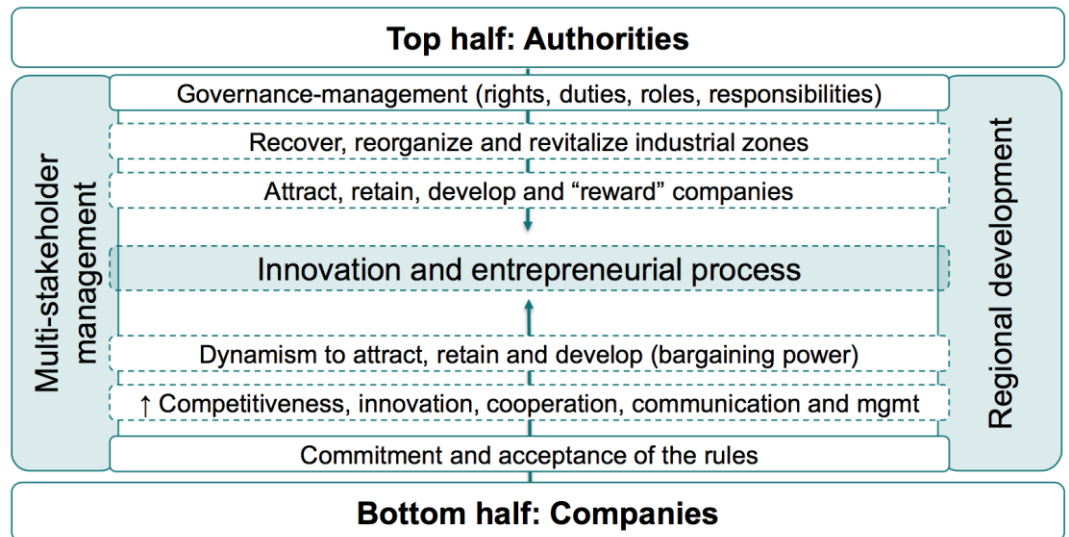 Top half: Authorities
Governance-management (rights, duties, roles, responsibilities)
Recover, reorganize and revitalize industrial zones
Attract, retain, develop and “reward” companies
Innovation and entrepreneurial process
Dynamism to attract, retain and develop (bargaining power)
↑ Competitiveness, innovation, cooperation, communication and mgmt
Commitment and acceptance of the rules
Bottom half: Companies
Multi-stakeholder
management
Regional development